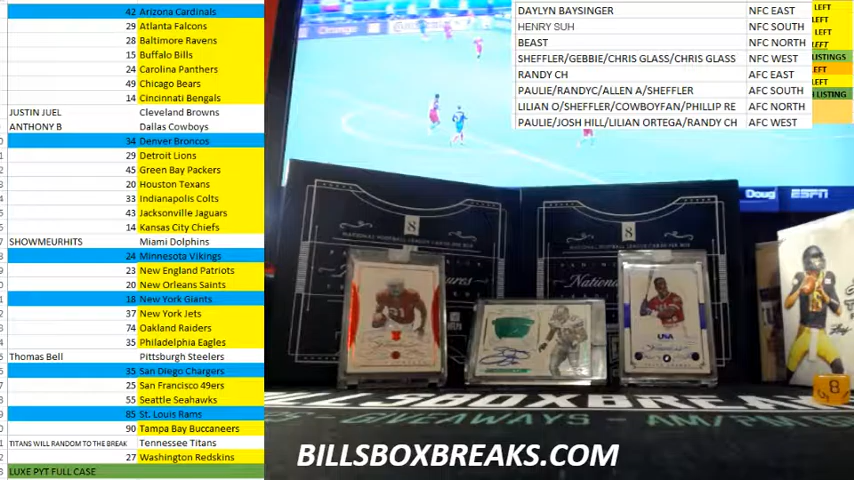 42 Arizona Cardinals
29 Atlanta Falcons
28 Baltimore Ravens
15 Buffalo Bills
24 Carolina Panthers
49 Chicago Bears
14 Cincinnati Bengals
JUSTIN JUEL Cleveland Browns
ANTHONY B Dallas Cowboys
34 Denver Broncos
29 Detroit Lions
45 Green Bay Packers
20 Houston Texans
33 Indianapolis Colts
43 Jacksonville Jaguars
14 Kansas City Chiefs
SHOWMEURHITS Miami Dolphins
24 Minnesota Vikings
23 New England Patriots
20 New Orleans Saints
18 New York Giants
37 New York Jets
74 Oakland Raiders
35 Philadelphia Eagles
Thomas Bell Pittsburgh Steelers
35 San Diego Chargers
25 San Francisco 49ers
55 Seattle Seahawks
85 St. Louis Rams
90 Tampa Bay Buccaneers
TITANS WILL RANDOM TO THE BREAK Tennessee Titans
27 Washington Redskins
LUXE PYT FULL CASE
DAYLYN BAYSINGER NFC EAST
HENRY SUH NFC SOUTH
BEAST NFC NORTH
SHEFFLER/GEBBIE/CHRIS GLASS/CHRIS GLASS NFC WEST
RANDY CH AFC EAST
PAULIE/RANDYC/ALLEN A/SHEFFLER AFC SOUTH
LILIAN O/SHEFFLER/COWBOYFAN/PHILLIP RE AFC NORTH
PAULIE/JOSH HILL/LILIAN ORTEGA/RANDY CH AFC WEST
LEFT
LEFT
LEFT
LEFT
LISTINGS
LEFT
LEFT
LISTING
Doug ESPN
8
8
National
USA
8
BILLSBOXBREAK
GIVEAWAYS
BILLSBOXBREAKS.COM